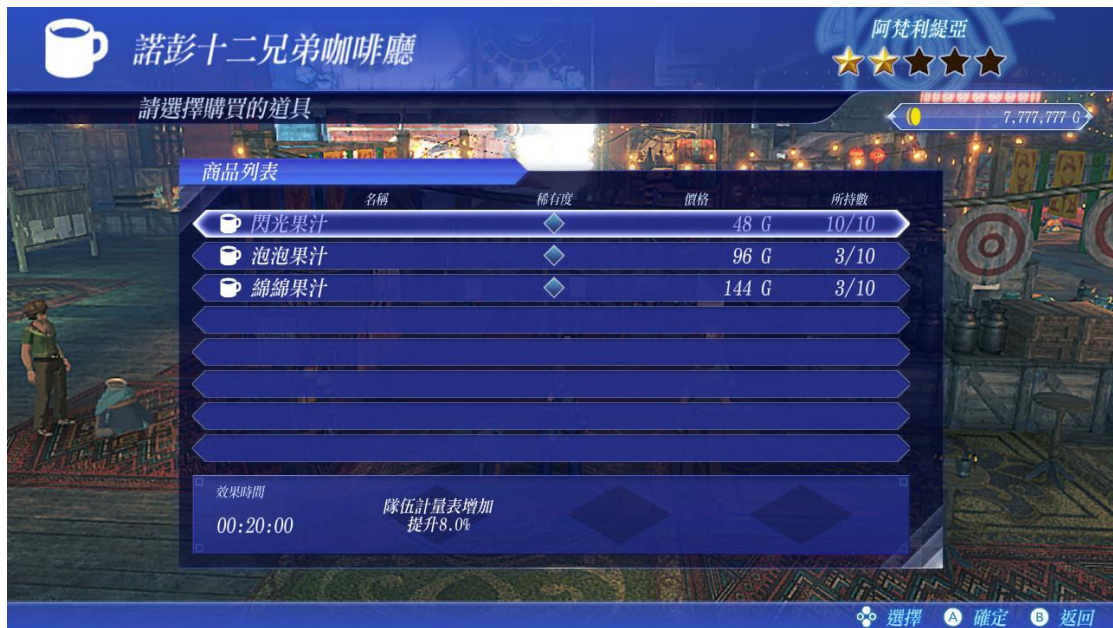 諾彭十二兄弟咖啡廳
阿梵利緹亞
請選擇購買的道具
7,777,777 G
商品列表
名稱 稀有度 價格 所持數
閃光果汁 48 G 10/10
泡泡果汁 96 G 3/10
綿綿果汁 144 G 3/10
效果時間
00:20:00
隊伍計量表增加
提升8.0%
選擇 A 確定 B 返回